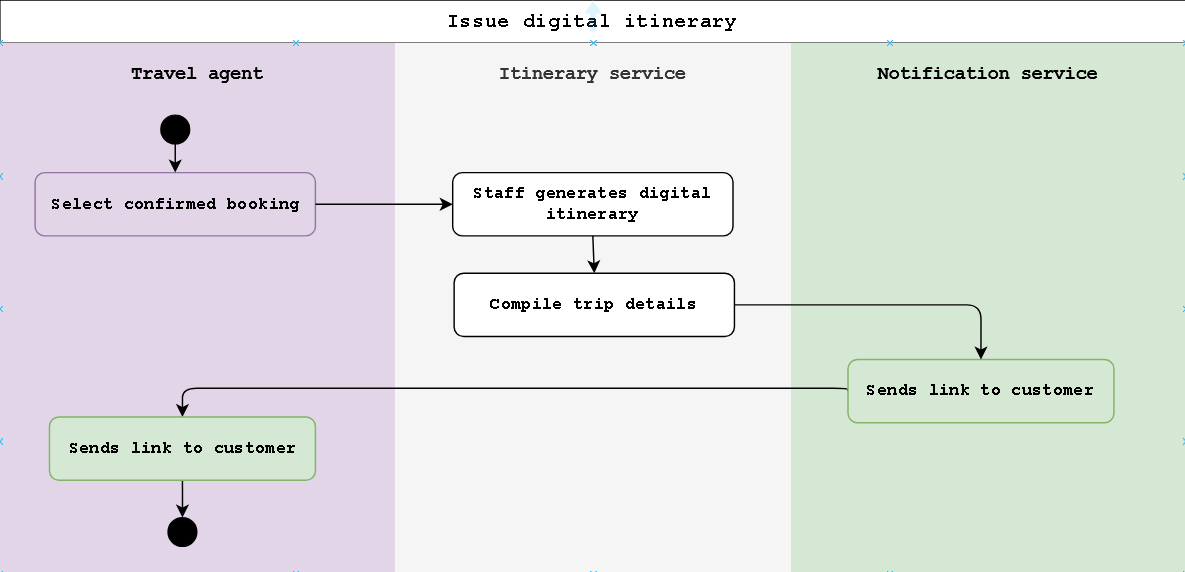 Issue digital itinerary
Travel agent
Itinerary service
Notification service
Select confirmed booking
Staff generates digital
itinerary
Compile trip details
Sends link to customer
Sends link to customer